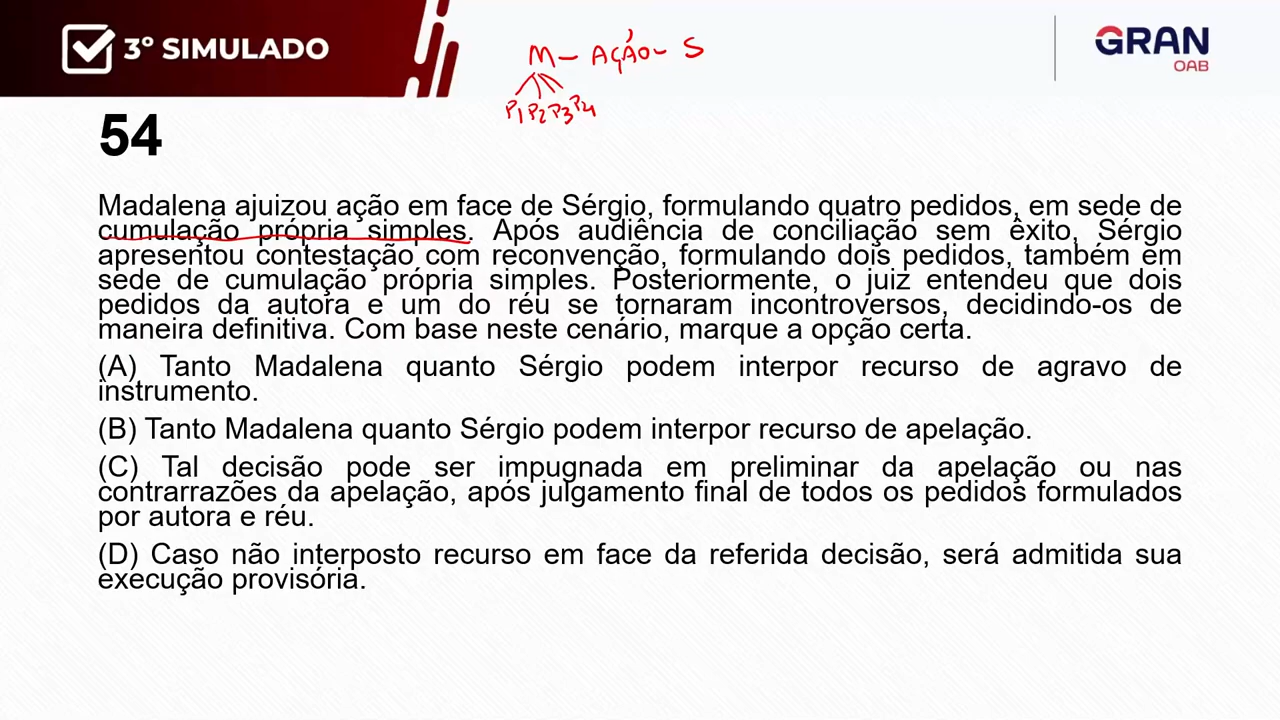 3º SIMULADO
M - AÇÃO - S
P1 P2 P3 P4
GRAN
OAB
54
Madalena ajuizou ação em face de Sérgio, formulando quatro pedidos, em sede de
cumulação própria simples. Após audiência de conciliação sem êxito, Sérgio
apresentou contestação com reconvenção, formulando dois pedidos, também em
sede de cumulação própria simples. Posteriormente, o juiz entendeu que dois
pedidos da autora e um do réu se tornaram incontroversos, decidindo-os de
maneira definitiva. Com base neste cenário, marque a opção certa.
(A) Tanto Madalena quanto Sérgio podem interpor recurso de agravo de
instrumento.
(B) Tanto Madalena quanto Sérgio podem interpor recurso de apelação.
(C) Tal decisão pode ser impugnada em preliminar da apelação ou nas
contrarrazões da apelação, após julgamento final de todos os pedidos formulados
por autora e réu.
(D) Caso não interposto recurso em face da referida decisão, será admitida sua
execução provisória.